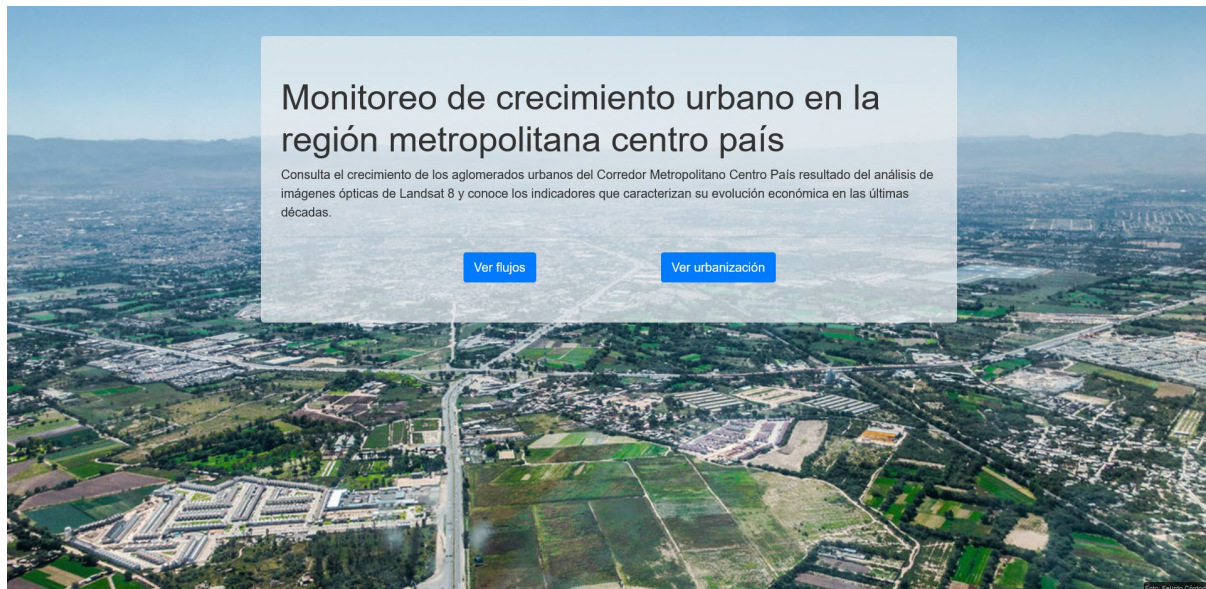 Monitoreo de crecimiento urbano en la
región metropolitana centro país
Consulta el crecimiento de los aglomerados urbanos del Corredor Metropolitano Centro País resultado del análisis de
imágenes ópticas de Landsat 8 y conoce los indicadores que caracterizan su evolución económica en las últimas
décadas.
Ver flujos
Ver urbanización